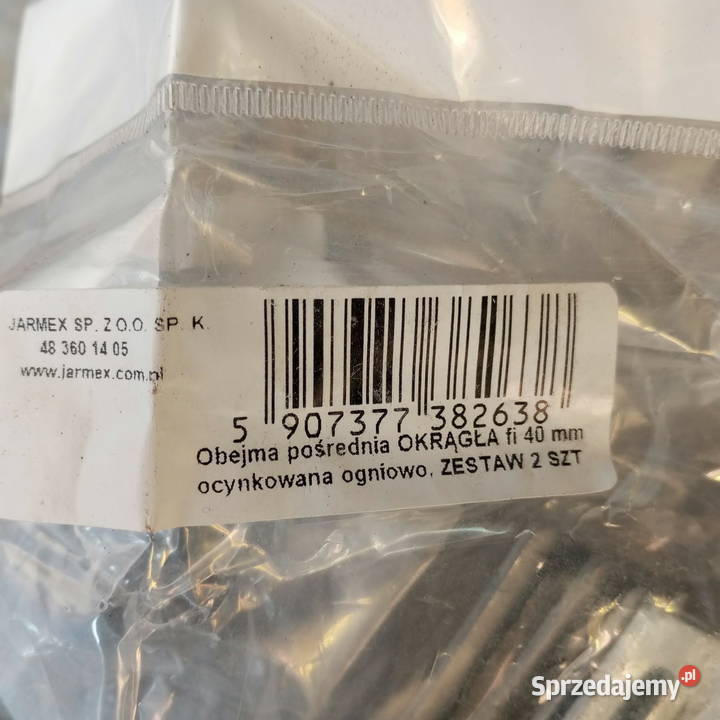 JARMEX SP. Z O.O. SP. K.
48 360 14 05
www.jarmex.com.pl
5 907377 382638
Obejma pośrednia OKRĄGŁA fi 40 mm
ocynkowana ogniowo. ZESTAW 2 SZT
Sprzedajemy.pl